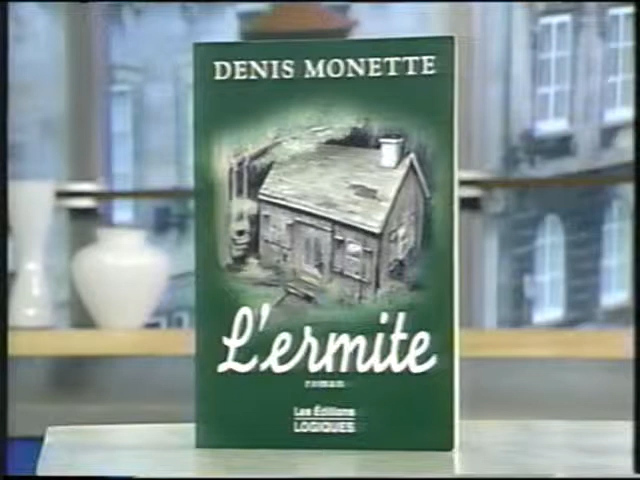 DENIS MONETTE
L'ermite
roman
Les Éditions
LOGIQUES